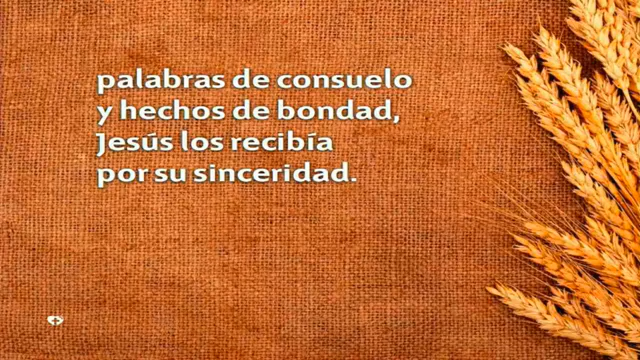 palabras de consuelo
y hechos de bondad,
Jesús los recibía
por su sinceridad.